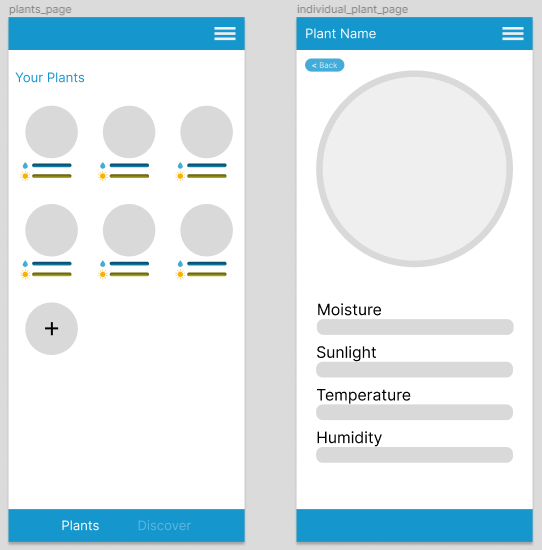 plants_page
Your Plants
+
Plants
Discover
individual_plant_page
Plant Name
< Back
Moisture
Sunlight
Temperature
Humidity